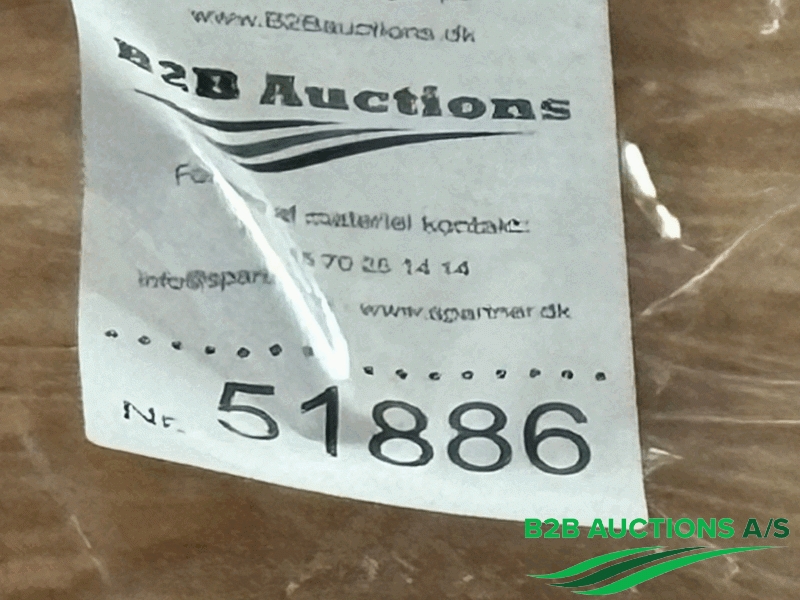 www.B2Bauctions.dk
B2B Auctions
materiel kontakt:
70 26 14 14
www.spartner.dk
Nr. 51886
B2B AUCTIONS A/S